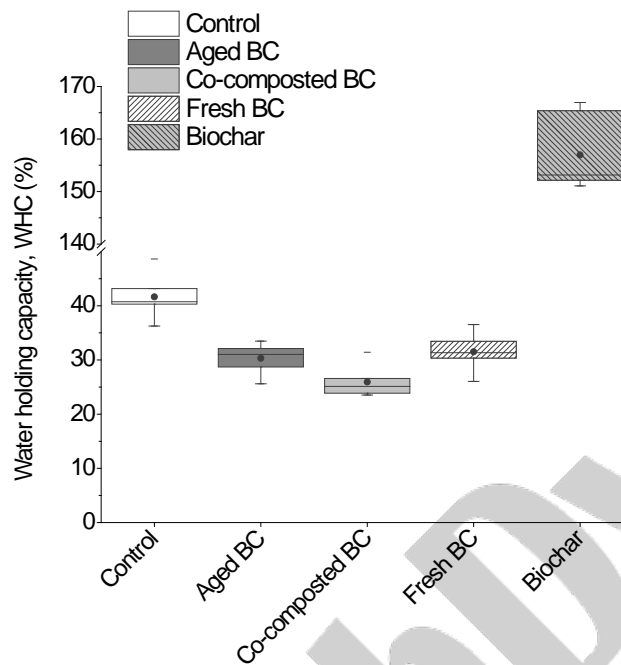 Control
Aged BC
Co-composted BC
Fresh BC
Biochar
Water holding capacity, WHC (%)
170
160
150
140
40
30
20
10
0
Control
Aged BC
Co-composted BC
Fresh BC
Biochar